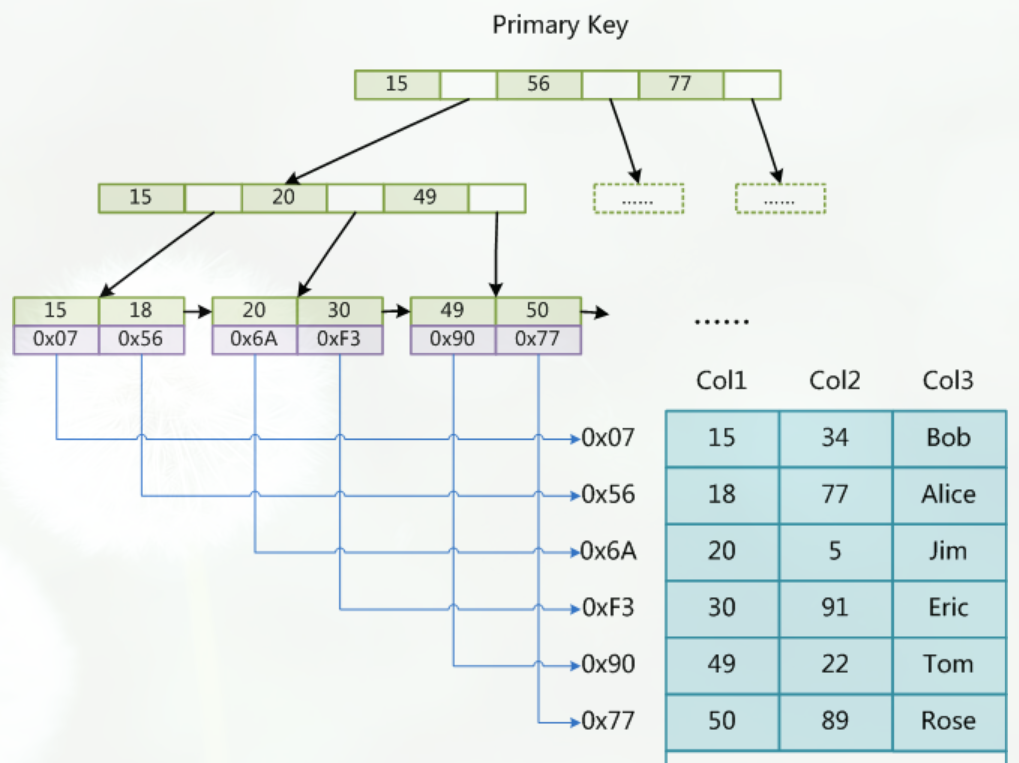 Primary Key
15 56 77
15 20 49 ...... ......
15 18 20 30 49 50
0x07 0x56 0x6A 0xF3 0x90 0x77
......
Col1 Col2 Col3
0x07 15 34 Bob
0x56 18 77 Alice
0x6A 20 5 Jim
0xF3 30 91 Eric
0x90 49 22 Tom
0x77 50 89 Rose